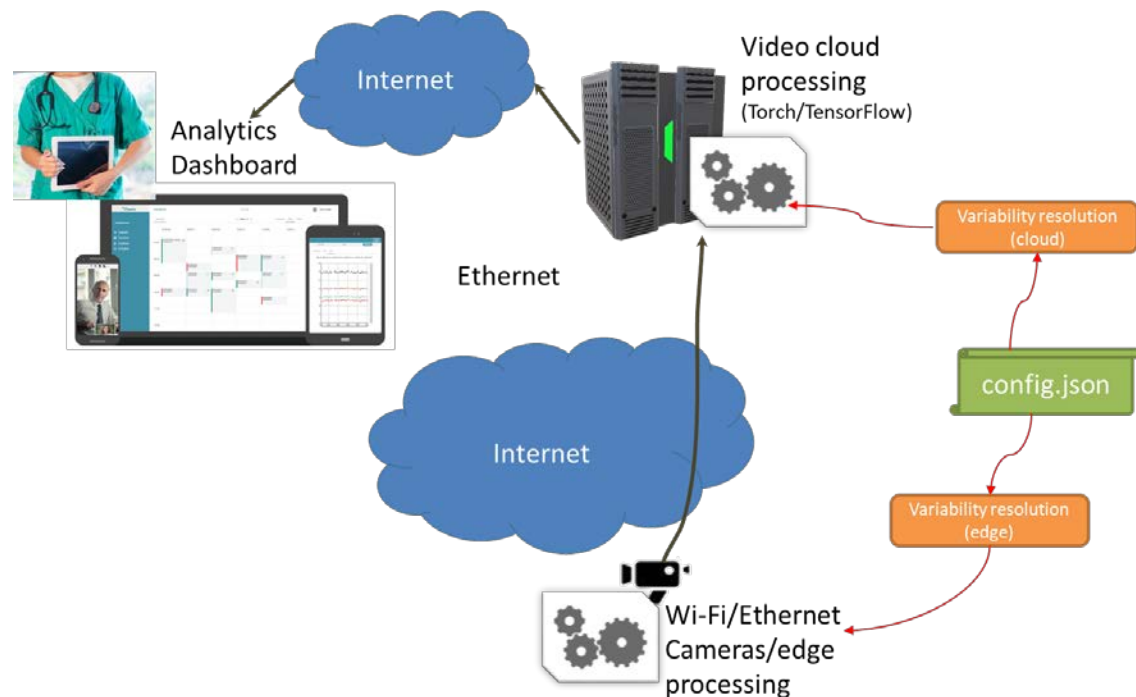 Internet
Video cloud
processing
(Torch/TensorFlow)
Analytics
Dashboard
Variability resolution
(cloud)
Ethernet
config.json
Internet
Variability resolution
(edge)
Wi-Fi/Ethernet
Cameras/edge
processing